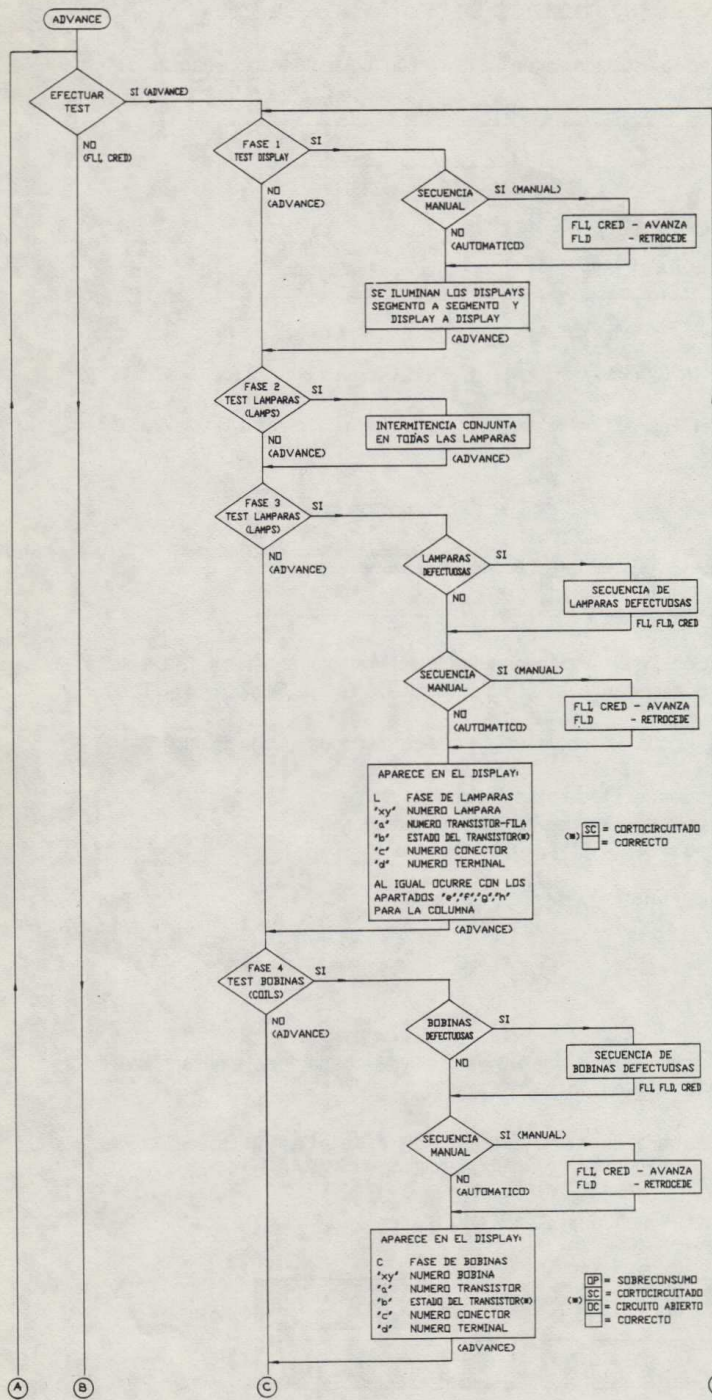 ADVANCE
EFECTUAR
TEST
SI (ADVANCE)
NO
(FLI, CRED)
FASE 1
TEST DISPLAY
SI
NO
(ADVANCE)
SECUENCIA
MANUAL
SI (MANUAL)
NO
(AUTOMATICO)
FLI, CRED - AVANZA
FLD - RETROCEDE
SE ILUMINAN LOS DISPLAYS
SEGMENTO A SEGMENTO Y
DISPLAY A DISPLAY
(ADVANCE)
FASE 2
TEST LAMPARAS
(LAMPS)
SI
NO
(ADVANCE)
INTERMITENCIA CONJUNTA
EN TODAS LAS LAMPARAS
(ADVANCE)
FASE 3
TEST LAMPARAS
(LAMPS)
SI
NO
(ADVANCE)
LAMPARAS
DEFECTUOSAS
SI
NO
SECUENCIA DE
LAMPARAS DEFECTUOSAS
FLI, FLD, CRED
SECUENCIA
MANUAL
SI (MANUAL)
NO
(AUTOMATICO)
FLI, CRED - AVANZA
FLD - RETROCEDE
APARECE EN EL DISPLAY:
L FASE DE LAMPARAS
"xy" NUMERO LAMPARA
"a" NUMERO TRANSISTOR-FILA
"b" ESTADO DEL TRANSISTOR(*)
"c" NUMERO CONECTOR
"d" NUMERO TERMINAL
AL IGUAL OCURRE CON LOS
APARTADOS "e","f","g","h"
PARA LA COLUMNA
(*) SC = CORTOCIRCUITADO
= CORRECTO
(ADVANCE)
FASE 4
TEST BOBINAS
(COILS)
SI
NO
(ADVANCE)
BOBINAS
DEFECTUOSAS
SI
NO
SECUENCIA DE
BOBINAS DEFECTUOSAS
FLI, FLD, CRED
SECUENCIA
MANUAL
SI (MANUAL)
NO
(AUTOMATICO)
FLI, CRED - AVANZA
FLD - RETROCEDE
APARECE EN EL DISPLAY:
C FASE DE BOBINAS
"xy" NUMERO BOBINA
"a" NUMERO TRANSISTOR
"b" ESTADO DEL TRANSISTOR(*)
"c" NUMERO CONECTOR
"d" NUMERO TERMINAL
OP = SOBRECONSUMO
(*) SC = CORTOCIRCUITADO
OC = CIRCUITO ABIERTO
= CORRECTO
(ADVANCE)
A B C